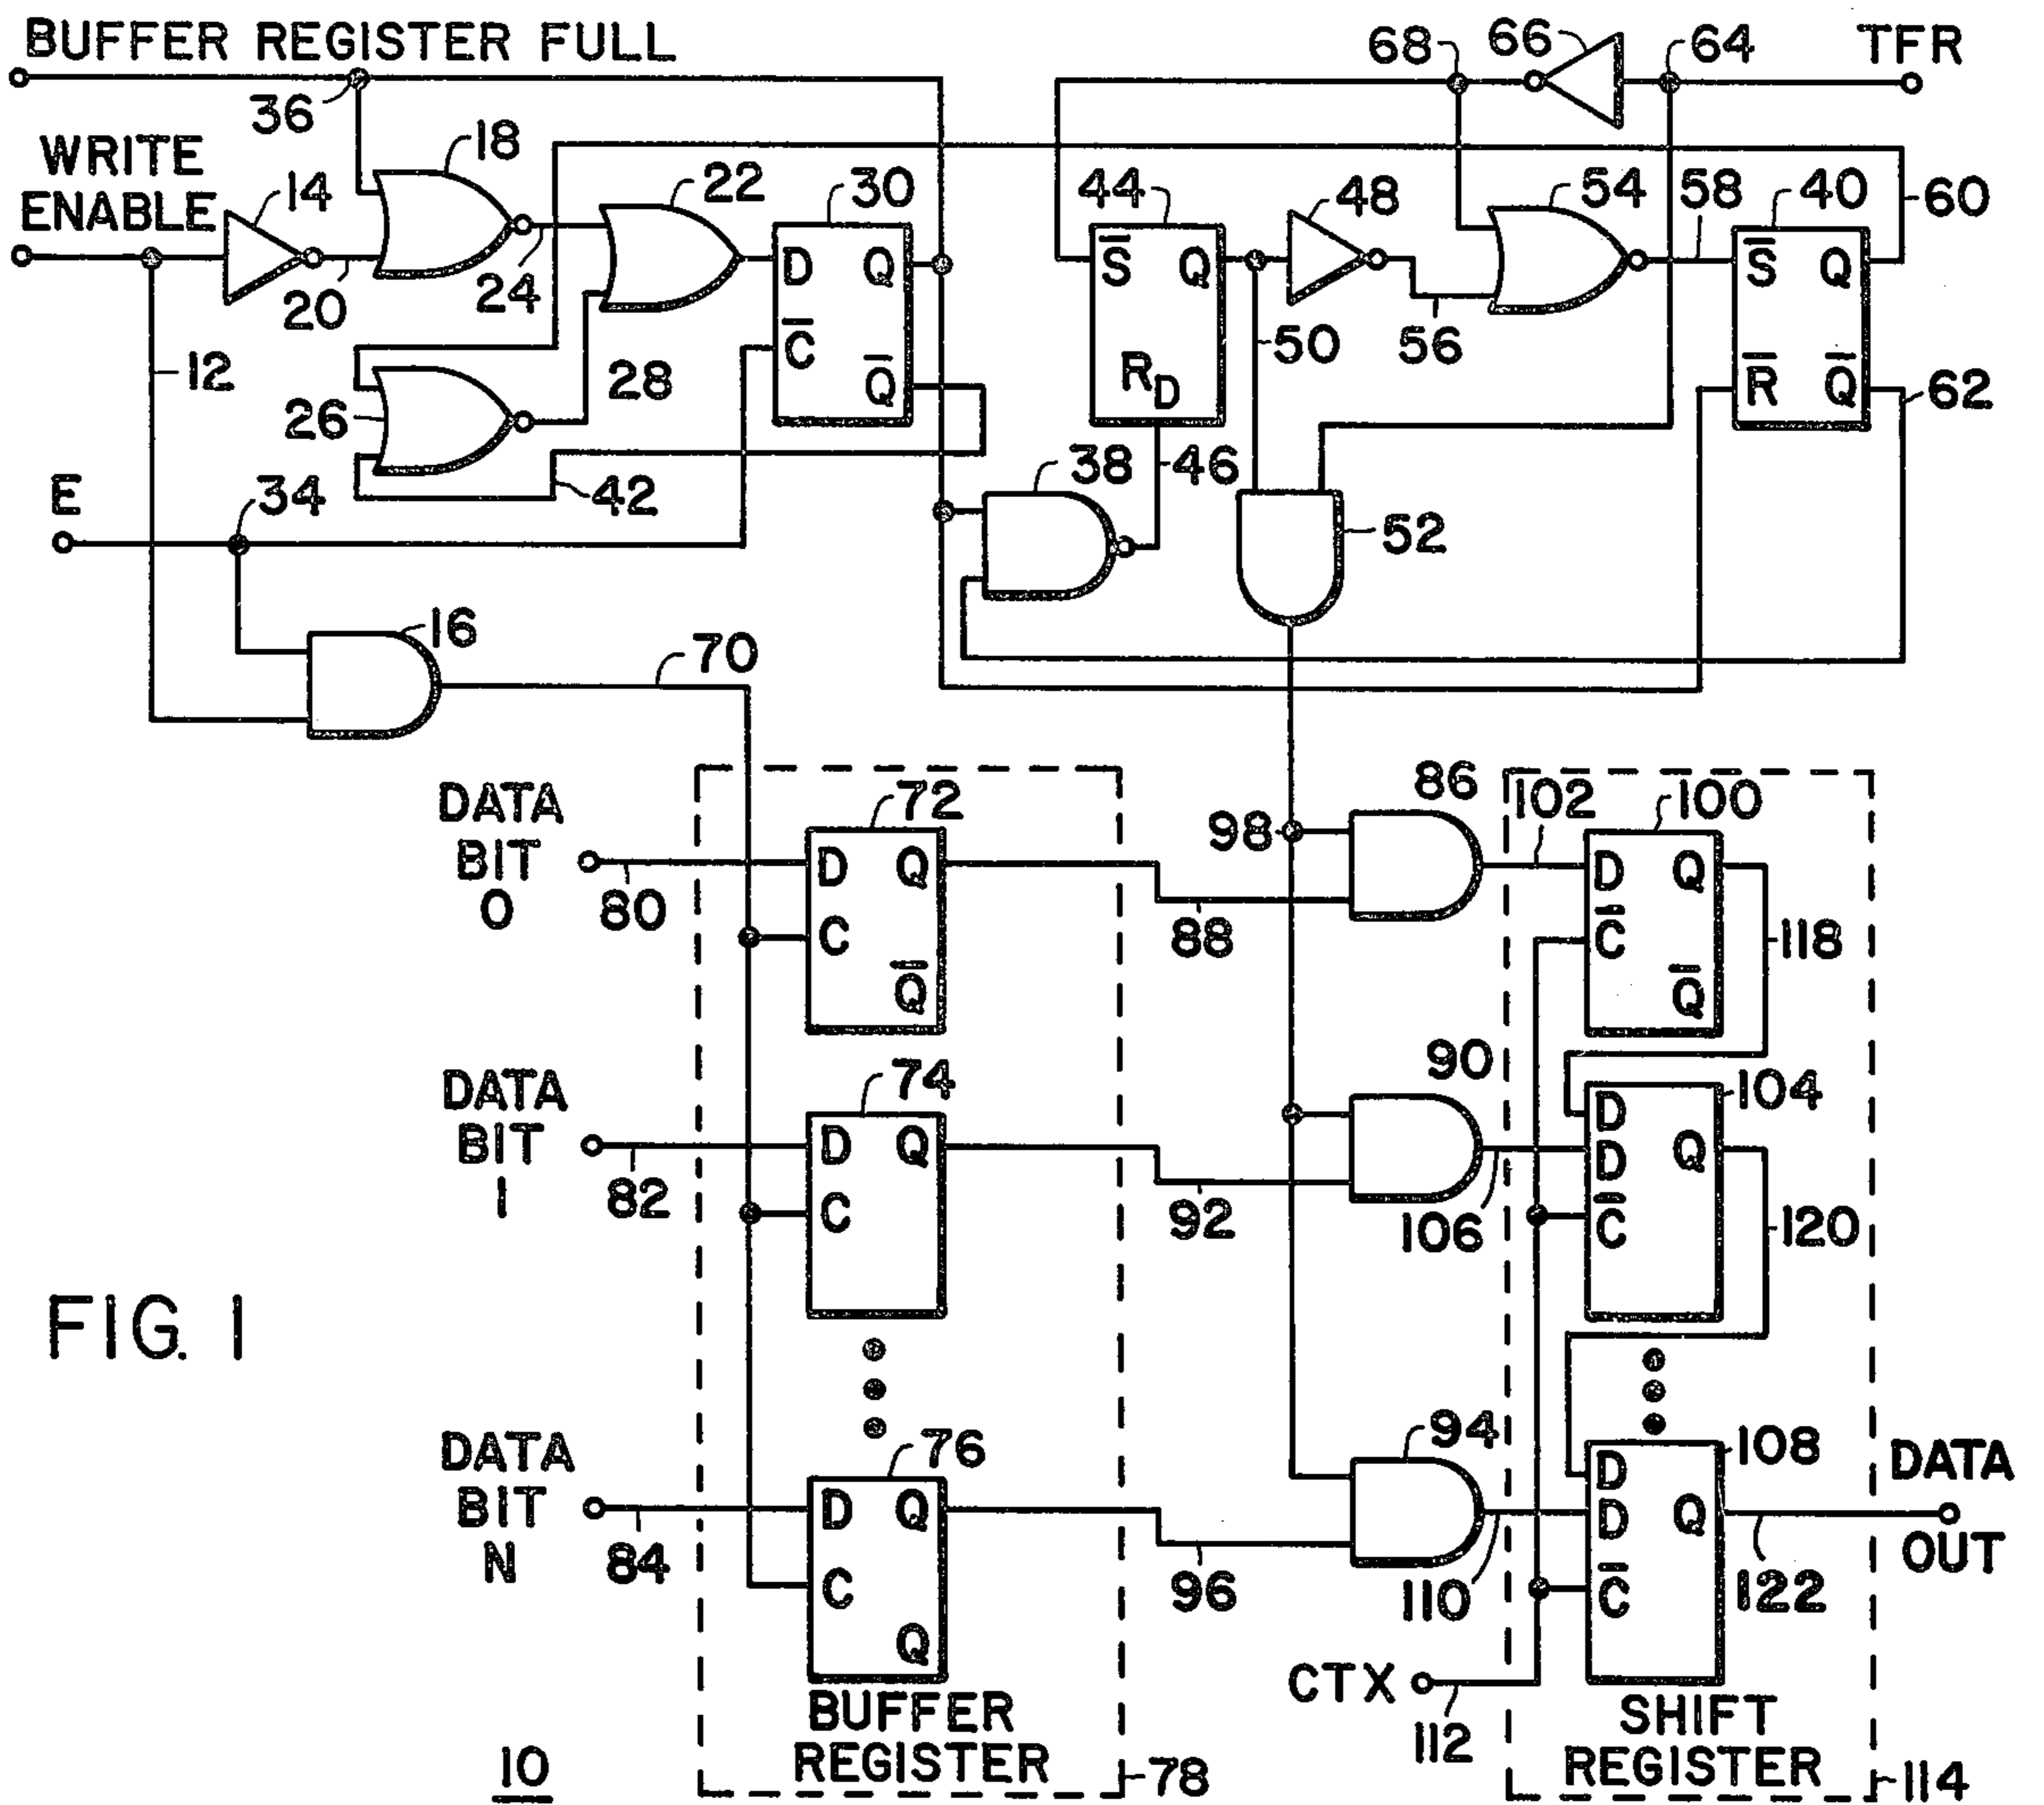 BUFFER REGISTER FULL
36
68
66
64
TFR
WRITE
ENABLE
14
18
20
24
22
30
D Q
C̅
Q̅
12
26
28
42
44
S̅ Q
R_D
46
48
50
54
56
58
40
S̅ Q
R̅ Q̅
60
62
E
34
38
52
16
70
DATA
BIT
0
80
72
D Q
C
Q̅
88
98
86
102
100
D Q
C̅
Q̅
118
DATA
BIT
1
82
74
D Q
C
92
90
106
104
D
D Q
C̅
120
FIG. 1
DATA
BIT
N
84
76
D Q
C
Q
96
94
110
108
D
D Q
C̅
DATA
OUT
122
CTX
112
BUFFER
REGISTER
78
SHIFT
REGISTER
114
10